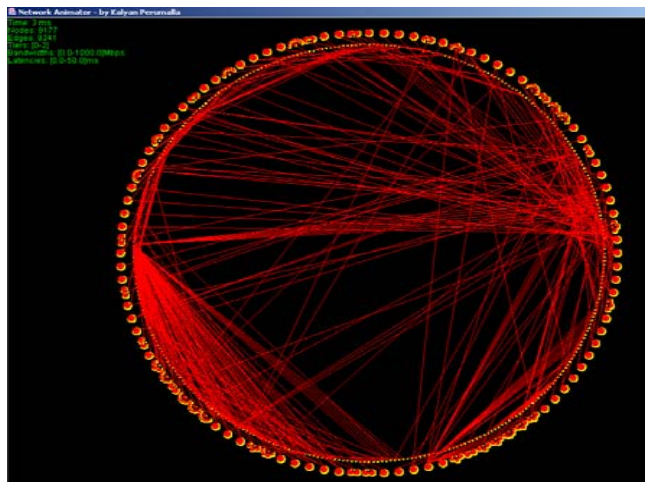 Network Animator - by Kalyan Perumalla
Time: 3 ms
Nodes: 9177
Edges: 9241
Tiers: [0-2]
Bandwidths: [0.0-1000.0]Mbps
Latencies: [0.0-50.0]ms